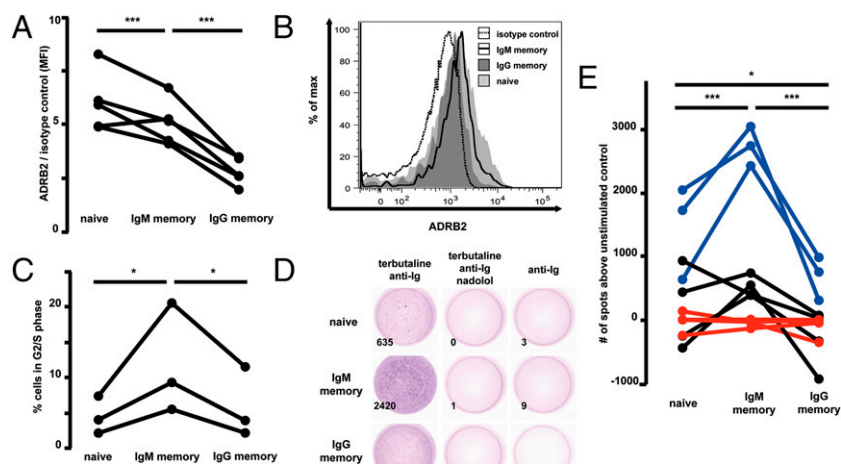 A
ADRB2 / isotype control (MFI)
10
5
0
***
***
naive
IgM memory
IgG memory
B
% of max
100
80
60
40
20
0
isotype control
IgM memory
IgG memory
naive
0
10²
10³
10⁴
10⁵
ADRB2
C
% cells in G2/S phase
20
10
0
*
*
naive
IgM memory
IgG memory
D
terbutaline
anti-Ig
terbutaline
anti-Ig
nadolol
anti-Ig
naive
635
0
3
IgM
memory
2420
1
9
IgG
memory
E
# of spots above unstimulated control
3000
2000
1000
0
-1000
*
***
***
naive
IgM
memory
IgG
memory